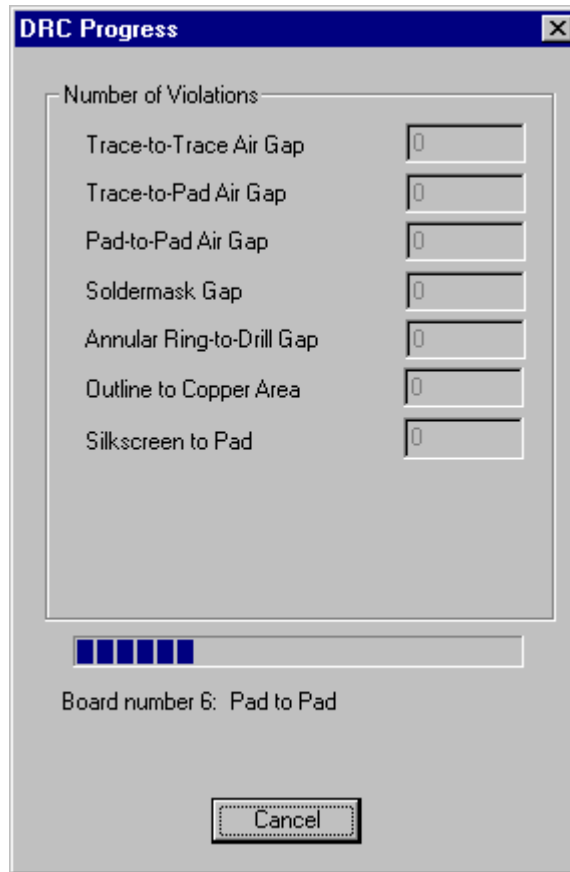 DRC Progress
Number of Violations
Trace-to-Trace Air Gap 0
Trace-to-Pad Air Gap 0
Pad-to-Pad Air Gap 0
Soldermask Gap 0
Annular Ring-to-Drill Gap 0
Outline to Copper Area 0
Silkscreen to Pad 0
Board number 6: Pad to Pad
Cancel